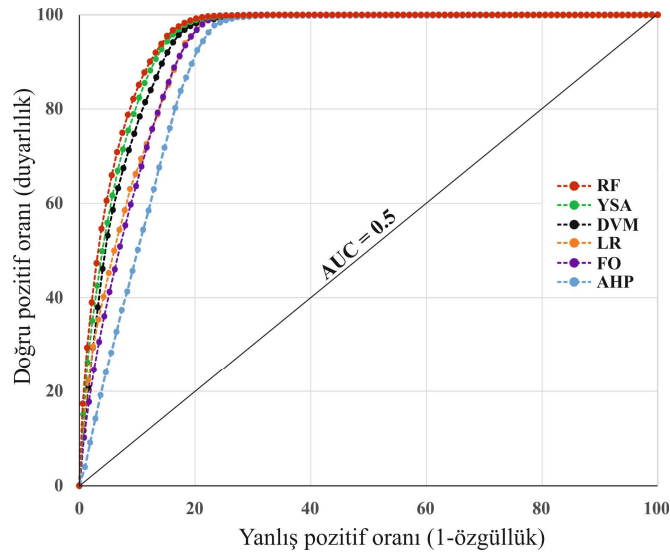 100
80
60
40
20
0
Doğru pozitif oranı (duyarlılık)
AUC = 0.5
RF
YSA
DVM
LR
FO
AHP
0
20
40
60
80
100
Yanlış pozitif oranı (1-özgüllük)